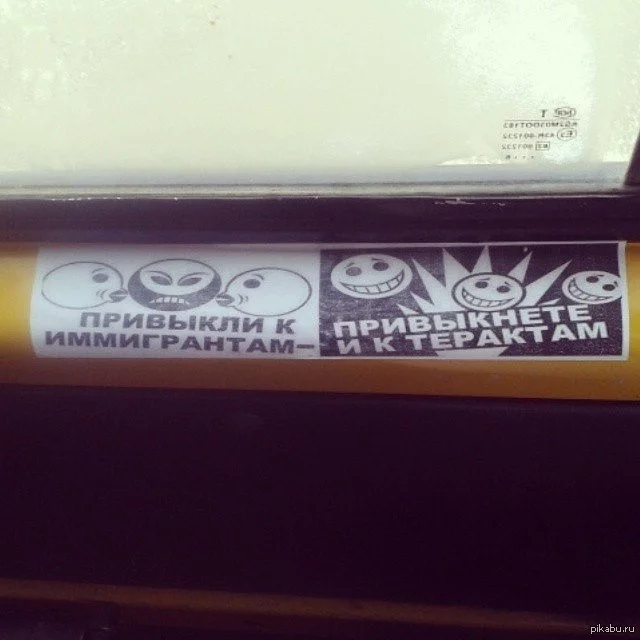 ПРИВЫКЛИ К
ИММИГРАНТАМ–
ПРИВЫКНЕТЕ
И К ТЕРАКТАМ
pikabu.ru